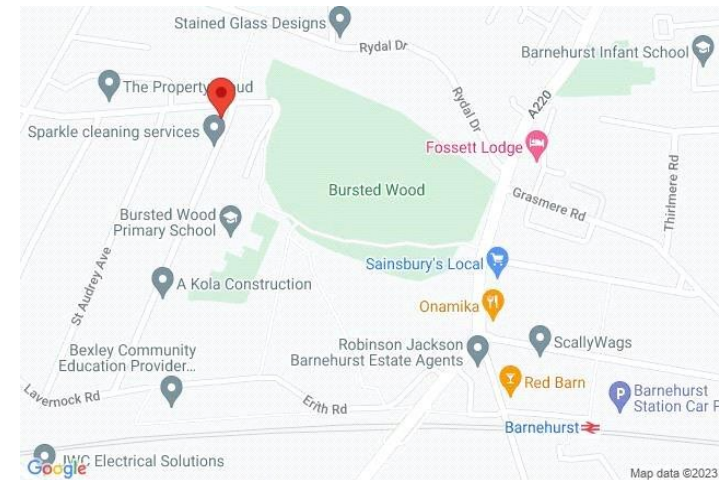 Stained Glass Designs
Rydal Dr
Barnehurst Infant School
The Property
ud
Rydal Dr
A220
Sparkle cleaning services
Fossett Lodge
Bursted Wood
Grasmere Rd
Thirlmere Rd
Bursted Wood
Primary School
Sainsbury's Local
A Kola Construction
St Audrey Ave
Onamika
Robinson Jackson
Barnehurst Estate Agents
ScallyWags
Bexley Community
Education Provider...
Red Barn
Lavernock Rd
Erith Rd
Barnehurst
Station Car P
Barnehurst
JWC Electrical Solutions
Google
Map data ©2023